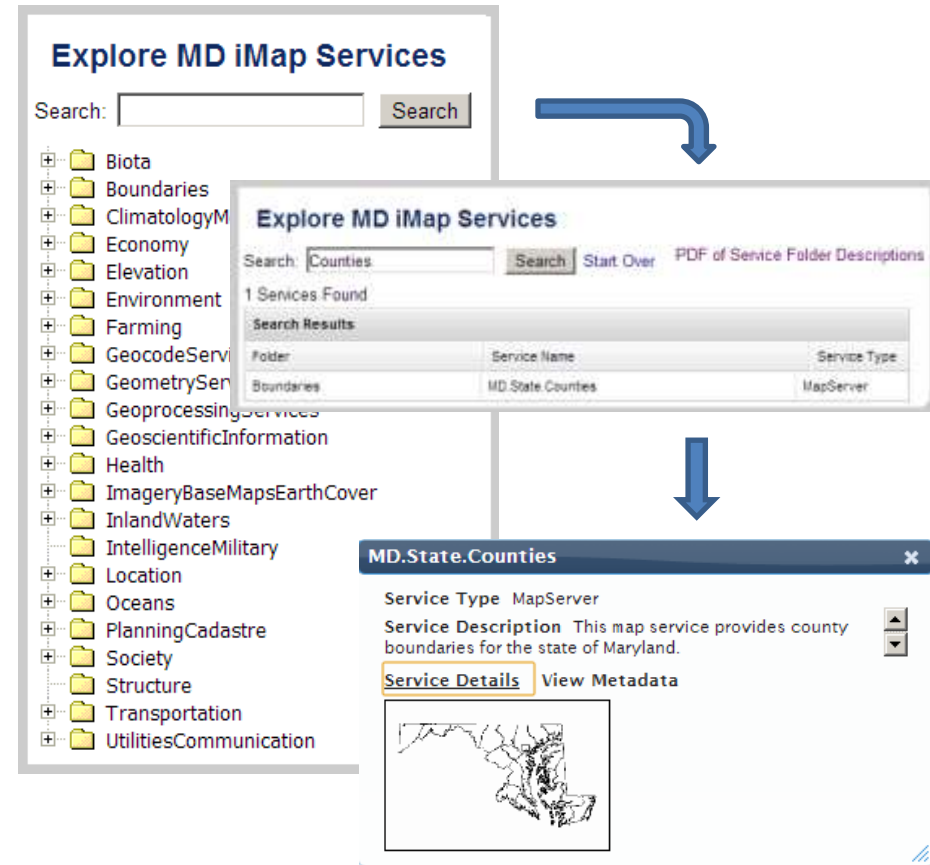 Explore MD iMap Services
Search:
Search
Biota
Boundaries
ClimatologyM
Economy
Elevation
Environment
Farming
GeocodeServi
GeometrySer
GeoprocessingServices
GeoscientificInformation
Health
ImageryBaseMapsEarthCover
InlandWaters
IntelligenceMilitary
Location
Oceans
PlanningCadastre
Society
Structure
Transportation
UtilitiesCommunication
Explore MD iMap Services
Search: Counties Search Start Over PDF of Service Folder Descriptions
1 Services Found
Search Results
Folder Service Name Service Type
Boundaries MD.State.Counties MapServer
MD.State.Counties
Service Type MapServer
Service Description This map service provides county
boundaries for the state of Maryland.
Service Details View Metadata